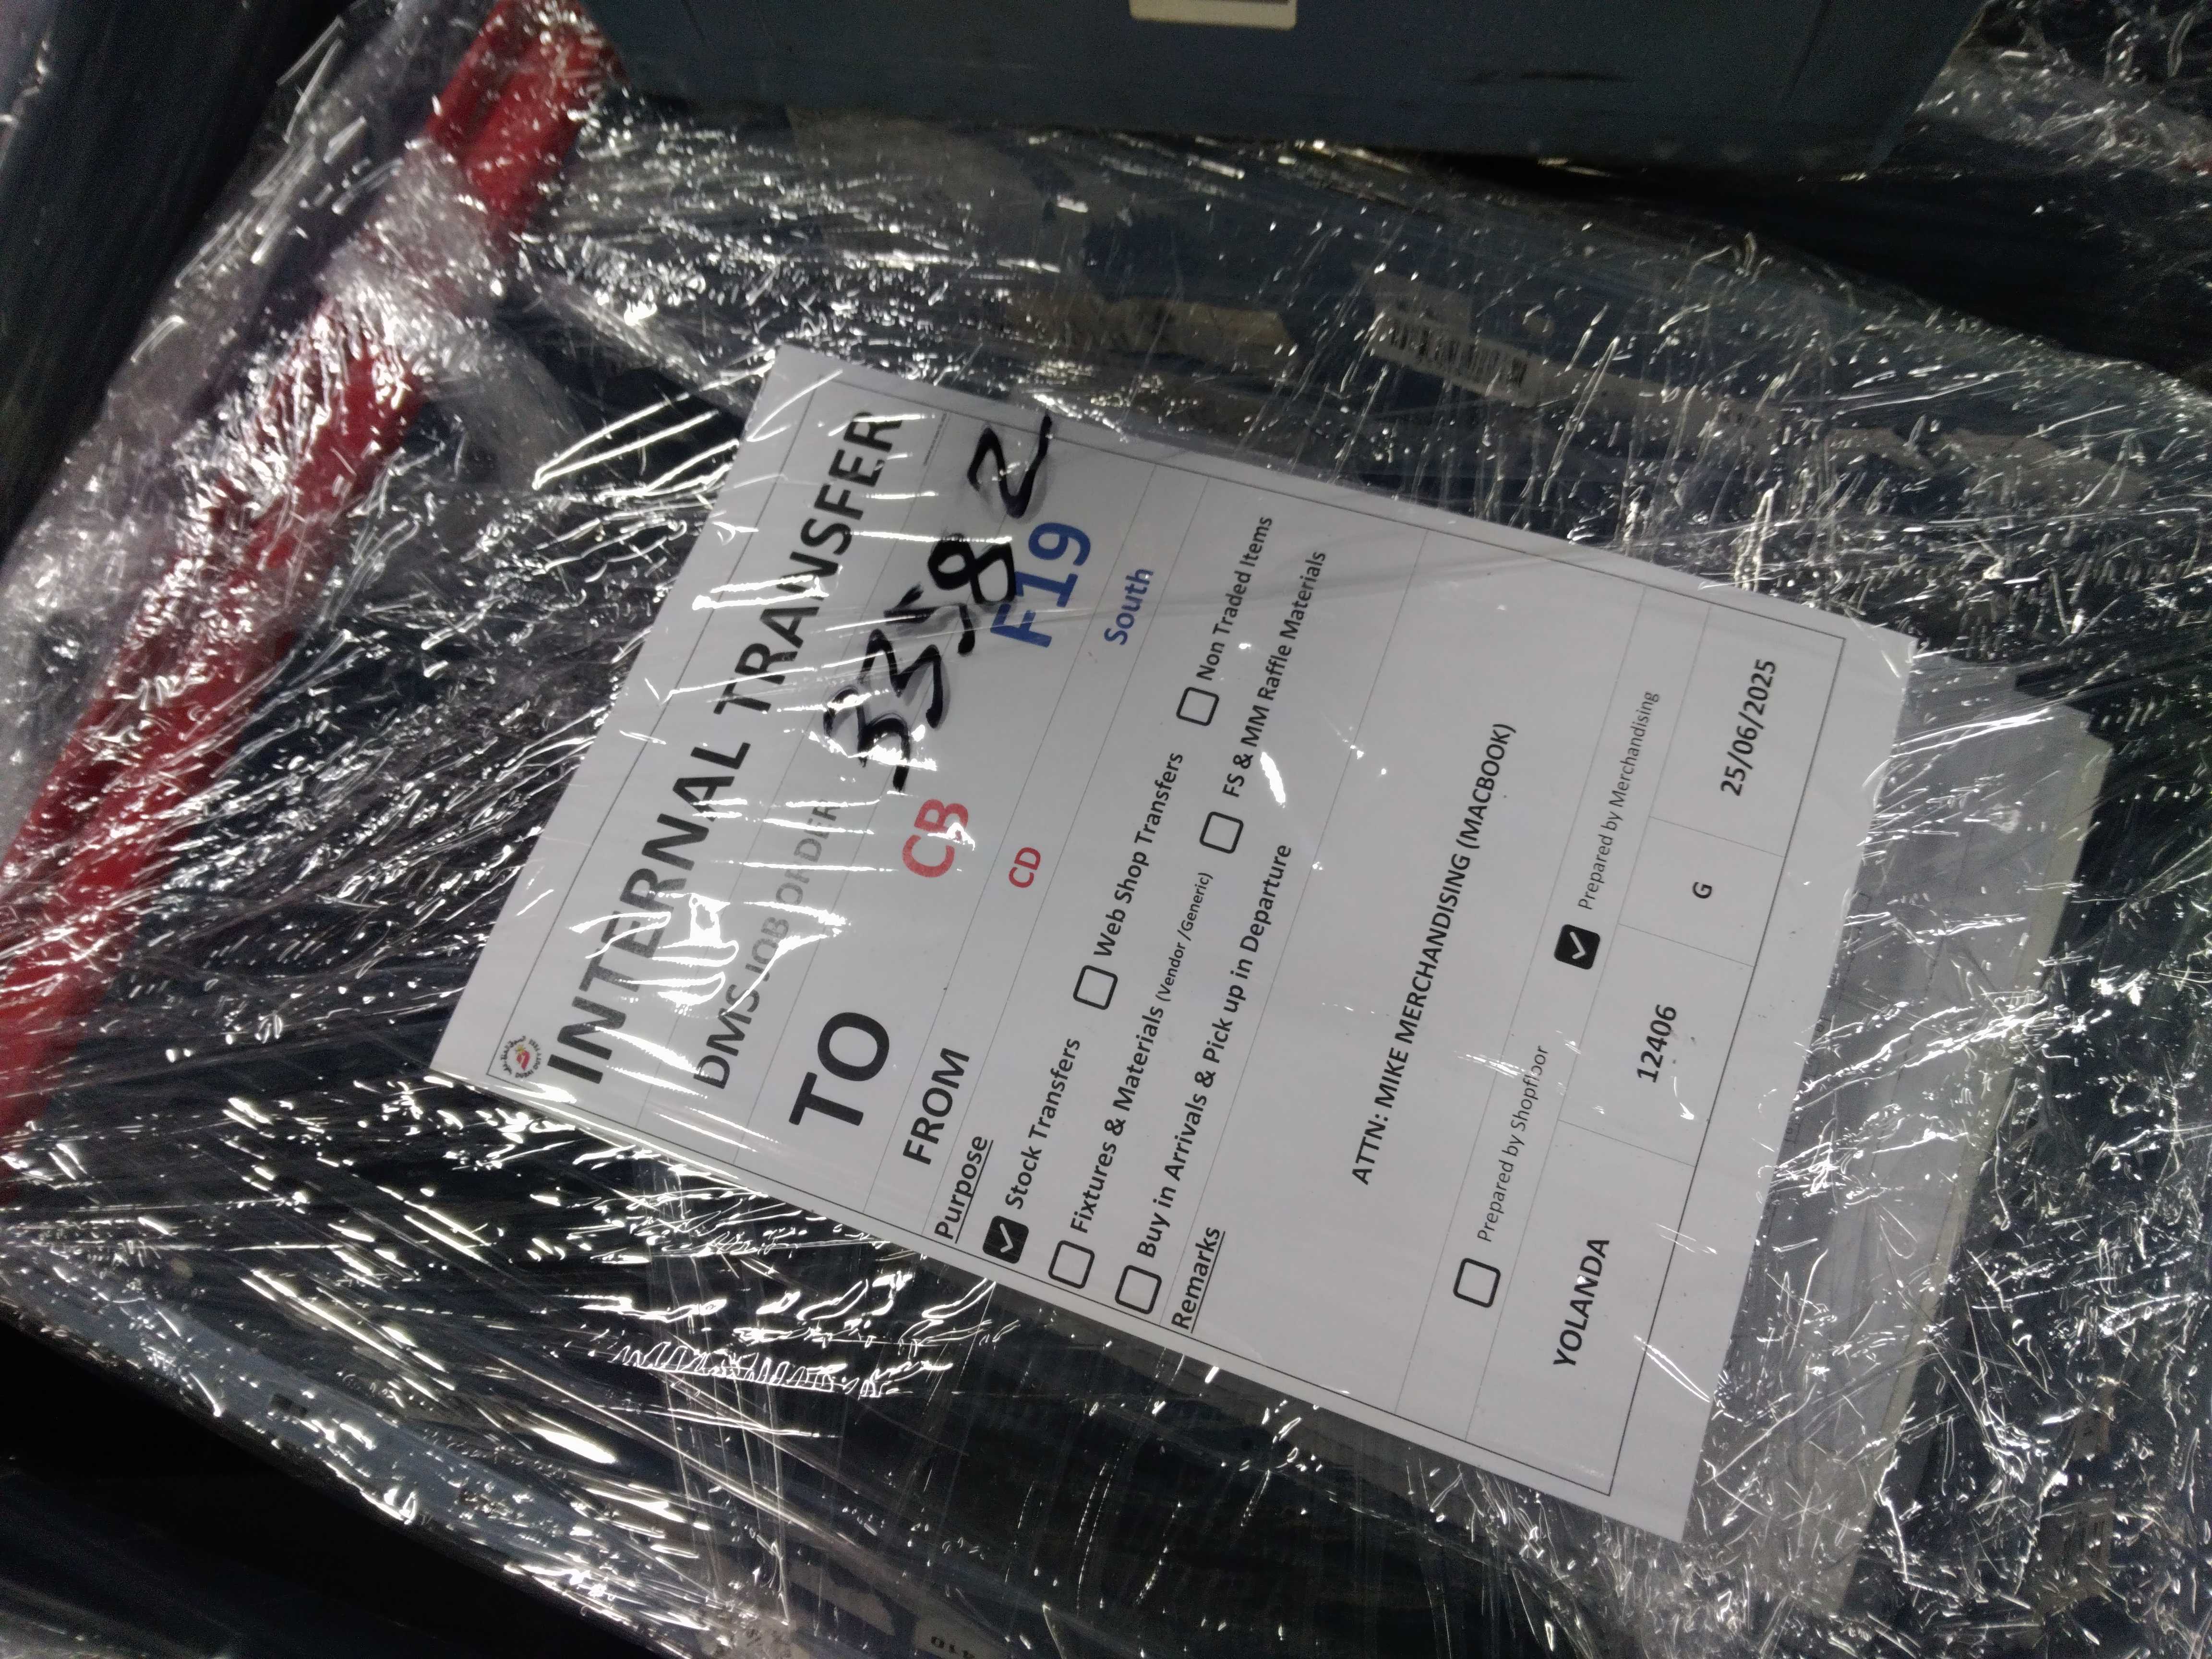 INTERNAL TRANSFER
DMS JOB ORDER 33582
TO CB F19
FROM CD South
Purpose
Stock Transfers Web Shop Transfers Non Traded Items
Fixtures & Materials (Vendor /Generic) FS & MM Raffle Materials
Buy in Arrivals & Pick up in Departure
Remarks
ATTN: MIKE MERCHANDISING (MACBOOK)
Prepared by Shopfloor Prepared by Merchandising
YOLANDA 12406 G 25/06/2025